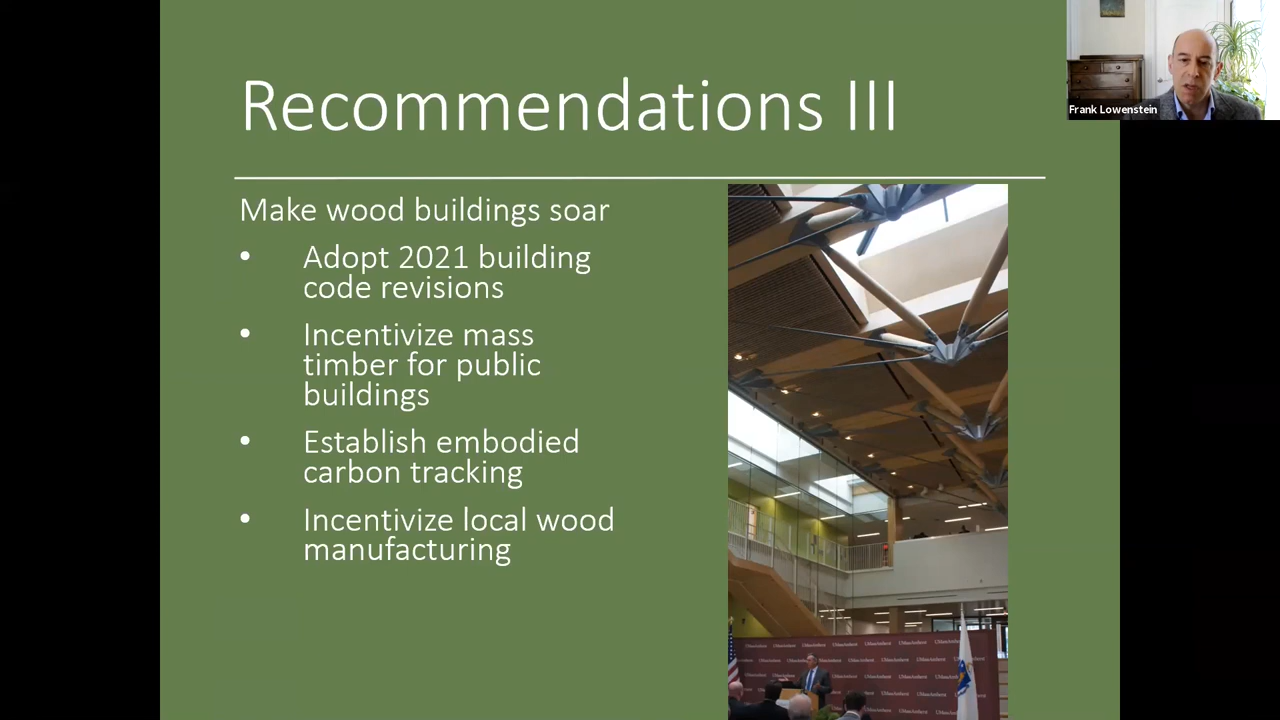 Recommendations III
Frank Lowenstein
Make wood buildings soar
• Adopt 2021 building
code revisions
• Incentivize mass
timber for public
buildings
• Establish embodied
carbon tracking
• Incentivize local wood
manufacturing
UMassAmherst